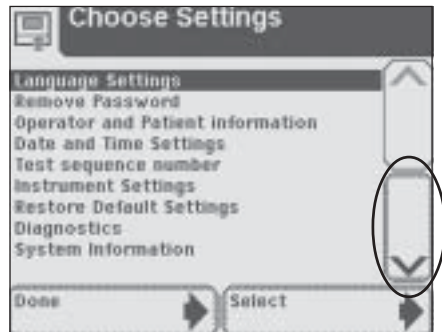 Choose Settings
Language Settings
Remove Password
Operator and Patient information
Date and Time Settings
Test sequence number
Instrument Settings
Restore Default Settings
Diagnostics
System Information
Done
Select